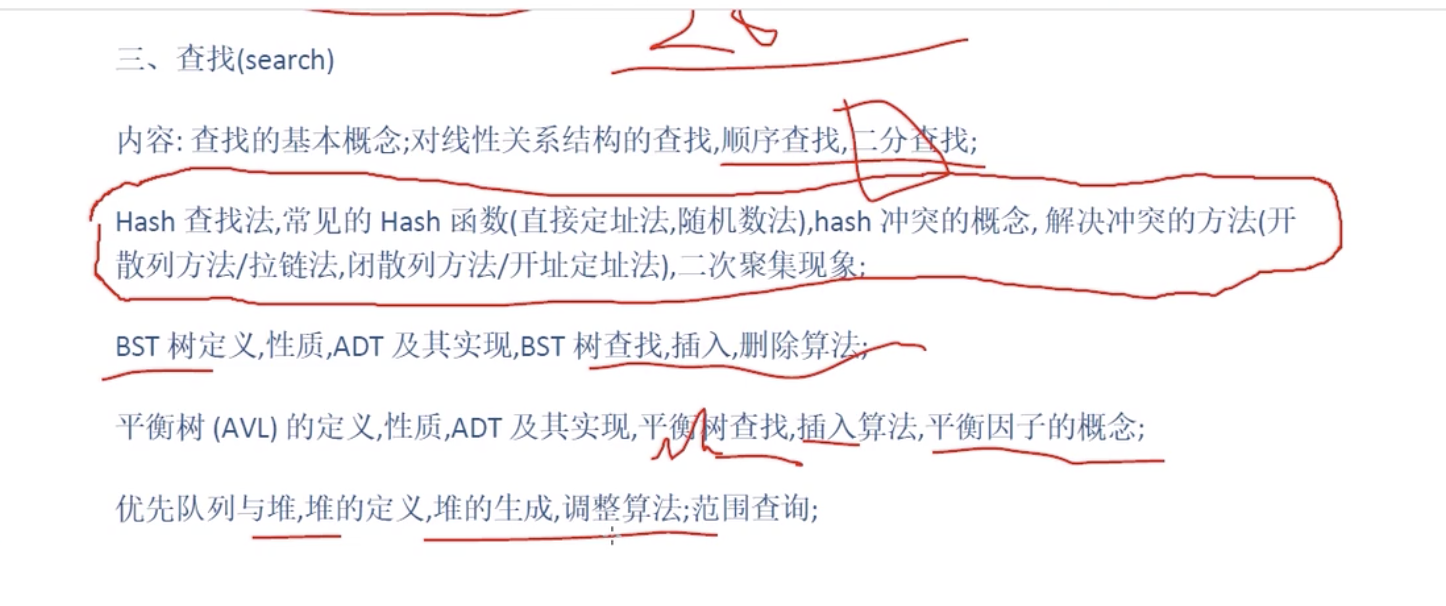 28
三、查找(search)
内容: 查找的基本概念;对线性关系结构的查找,顺序查找,二分查找;
Hash 查找法,常见的 Hash 函数(直接定址法,随机数法),hash 冲突的概念, 解决冲突的方法(开
散列方法/拉链法,闭散列方法/开址定址法),二次聚集现象;
BST 树定义,性质,ADT 及其实现,BST 树查找,插入,删除算法;
平衡树 (AVL) 的定义,性质,ADT 及其实现,平衡树查找,插入算法,平衡因子的概念;
优先队列与堆,堆的定义,堆的生成,调整算法;范围查询;